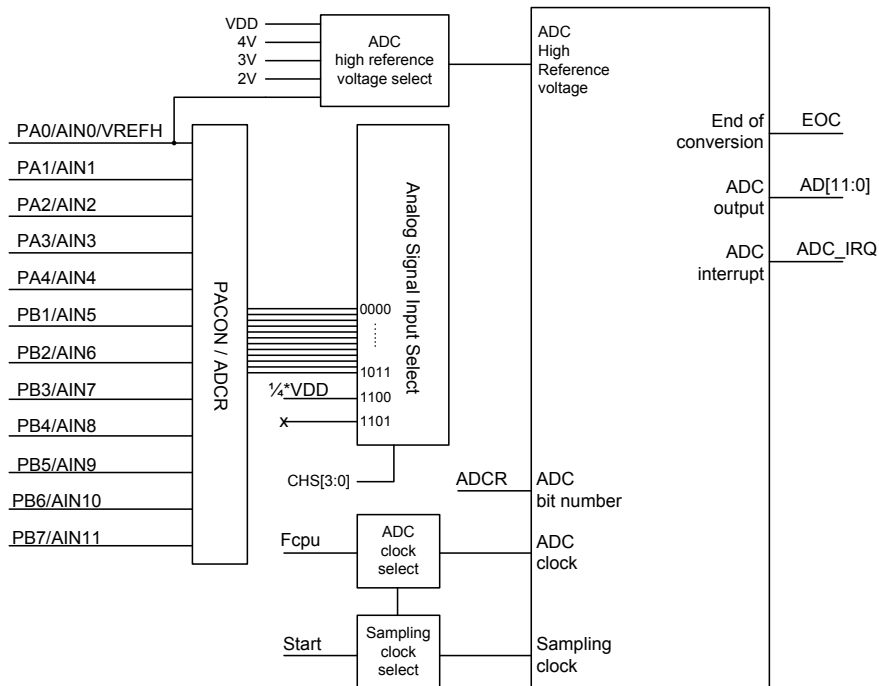 VDD
4V
3V
2V
ADC
high reference
voltage select
ADC
High
Reference
voltage
PA0/AIN0/VREFH
PA1/AIN1
PA2/AIN2
PA3/AIN3
PA4/AIN4
PB1/AIN5
PB2/AIN6
PB3/AIN7
PB4/AIN8
PB5/AIN9
PB6/AIN10
PB7/AIN11
PACON / ADCR
Analog Signal Input Select
0000
......
1011
1100
1101
¼*VDD
x
CHS[3:0]
End of
conversion
EOC
ADC
output
AD[11:0]
ADC
interrupt
ADC_IRQ
ADCR
ADC
bit number
Fcpu
ADC
clock
select
ADC
clock
Start
Sampling
clock
select
Sampling
clock